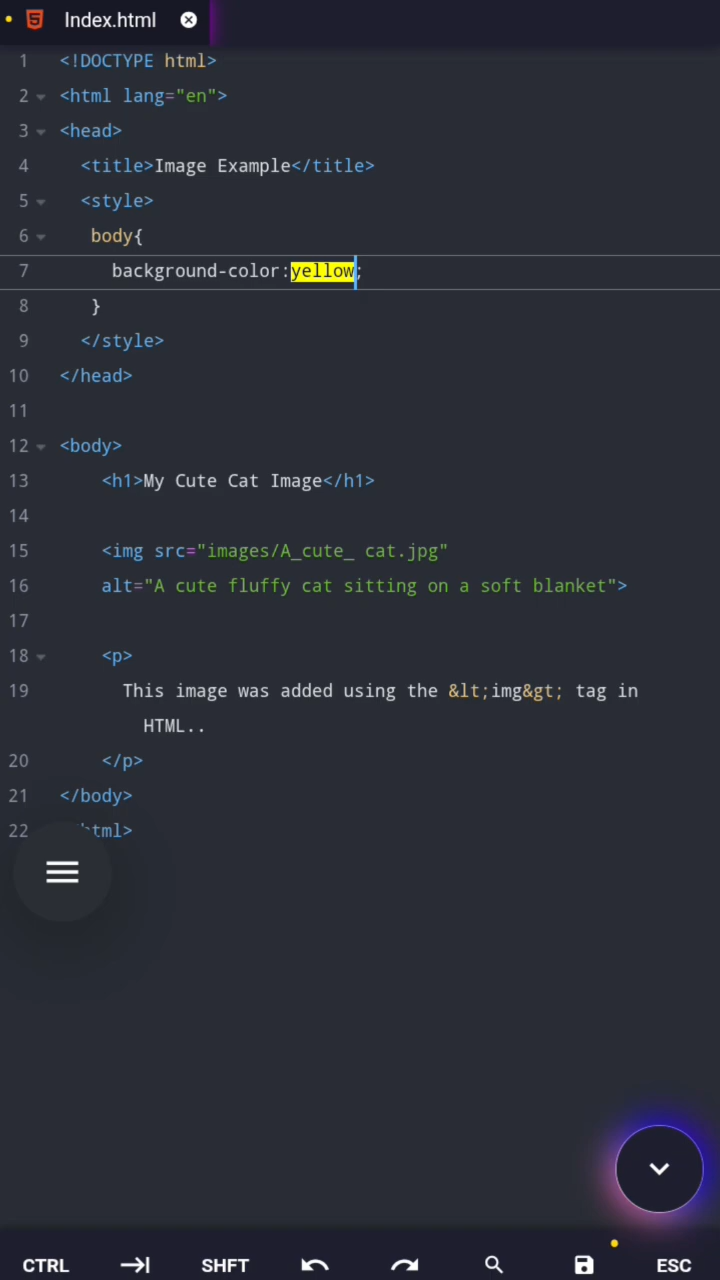 Index.html
1 <!DOCTYPE html>
2 <html lang="en">
3 <head>
4 <title>Image Example</title>
5 <style>
6 body{
7 background-color:yellow;
8 }
9 </style>
10 </head>
11
12 <body>
13 <h1>My Cute Cat Image</h1>
14
15 <img src="images/A_cute_ cat.jpg"
16 alt="A cute fluffy cat sitting on a soft blanket">
17
18 <p>
19 This image was added using the &lt;img&gt; tag in
HTML..
20 </p>
21 </body>
22 html>
CTRL SHFT ESC